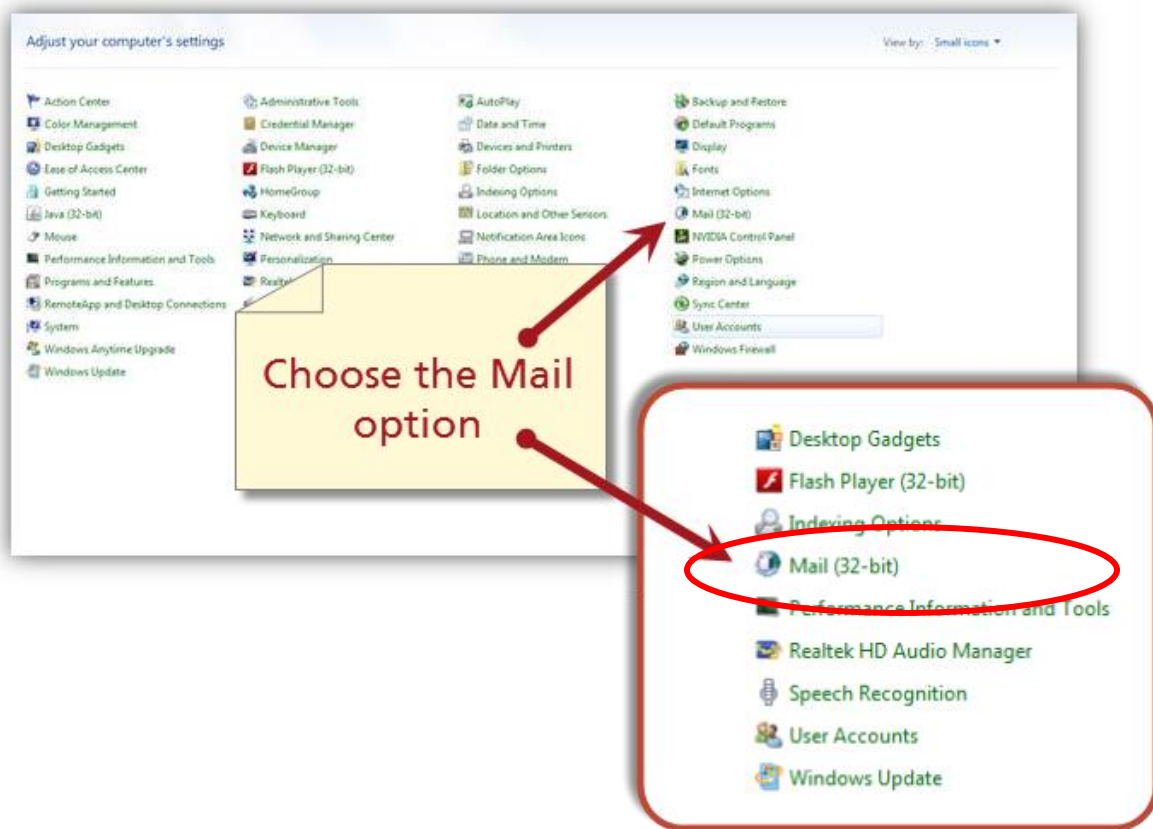 Adjust your computer's settings
View by: Small icons
Action Center
Administrative Tools
AutoPlay
Backup and Restore
Color Management
Credential Manager
Date and Time
Default Programs
Desktop Gadgets
Device Manager
Devices and Printers
Display
Ease of Access Center
Flash Player (32-bit)
Folder Options
Fonts
Getting Started
HomeGroup
Indexing Options
Internet Options
Java (32-bit)
Keyboard
Location and Other Sensors
Mail (32-bit)
Mouse
Network and Sharing Center
Notification Area Icons
NVIDIA Control Panel
Performance Information and Tools
Personalization
Phone and Modem
Power Options
Programs and Features
Region and Language
RemoteApp and Desktop Connections
Sync Center
System
User Accounts
Windows Anytime Upgrade
Windows Firewall
Windows Update
Choose the Mail
option
Desktop Gadgets
Flash Player (32-bit)
Indexing Options
Mail (32-bit)
Performance Information and Tools
Realtek HD Audio Manager
Speech Recognition
User Accounts
Windows Update